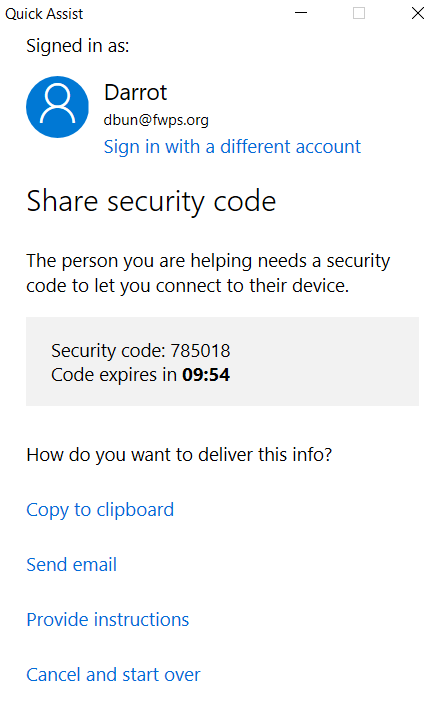 Quick Assist
Signed in as:
Darrot
dbun@fwps.org
Sign in with a different account
Share security code
The person you are helping needs a security
code to let you connect to their device.
Security code: 785018
Code expires in 09:54
How do you want to deliver this info?
Copy to clipboard
Send email
Provide instructions
Cancel and start over